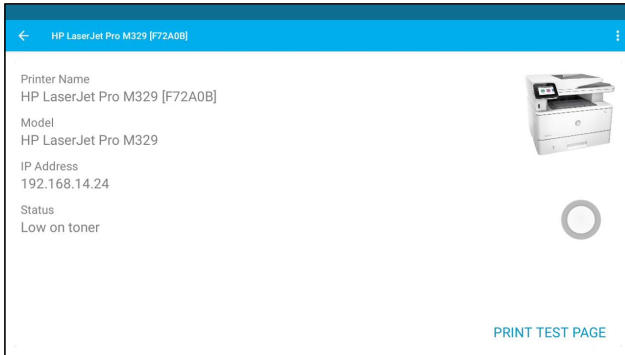 HP LaserJet Pro M329 [F72A0B]
Printer Name
HP LaserJet Pro M329 [F72A0B]
Model
HP LaserJet Pro M329
IP Address
192.168.14.24
Status
Low on toner
PRINT TEST PAGE